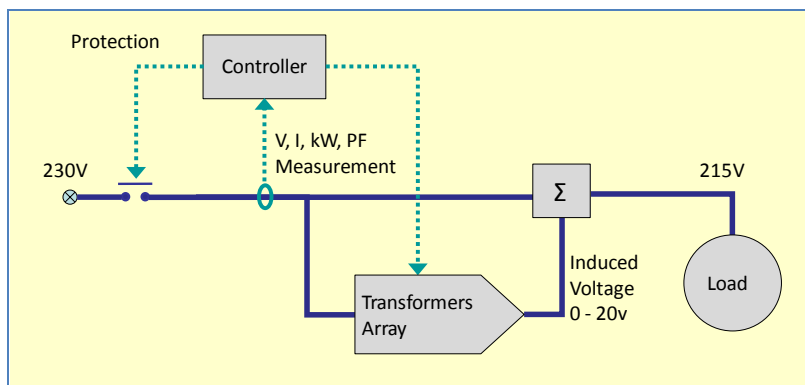 Protection
Controller
V, I, kW, PF
Measurement
230V
Σ
215V
Transformers
Array
Induced
Voltage
0 - 20v
Load